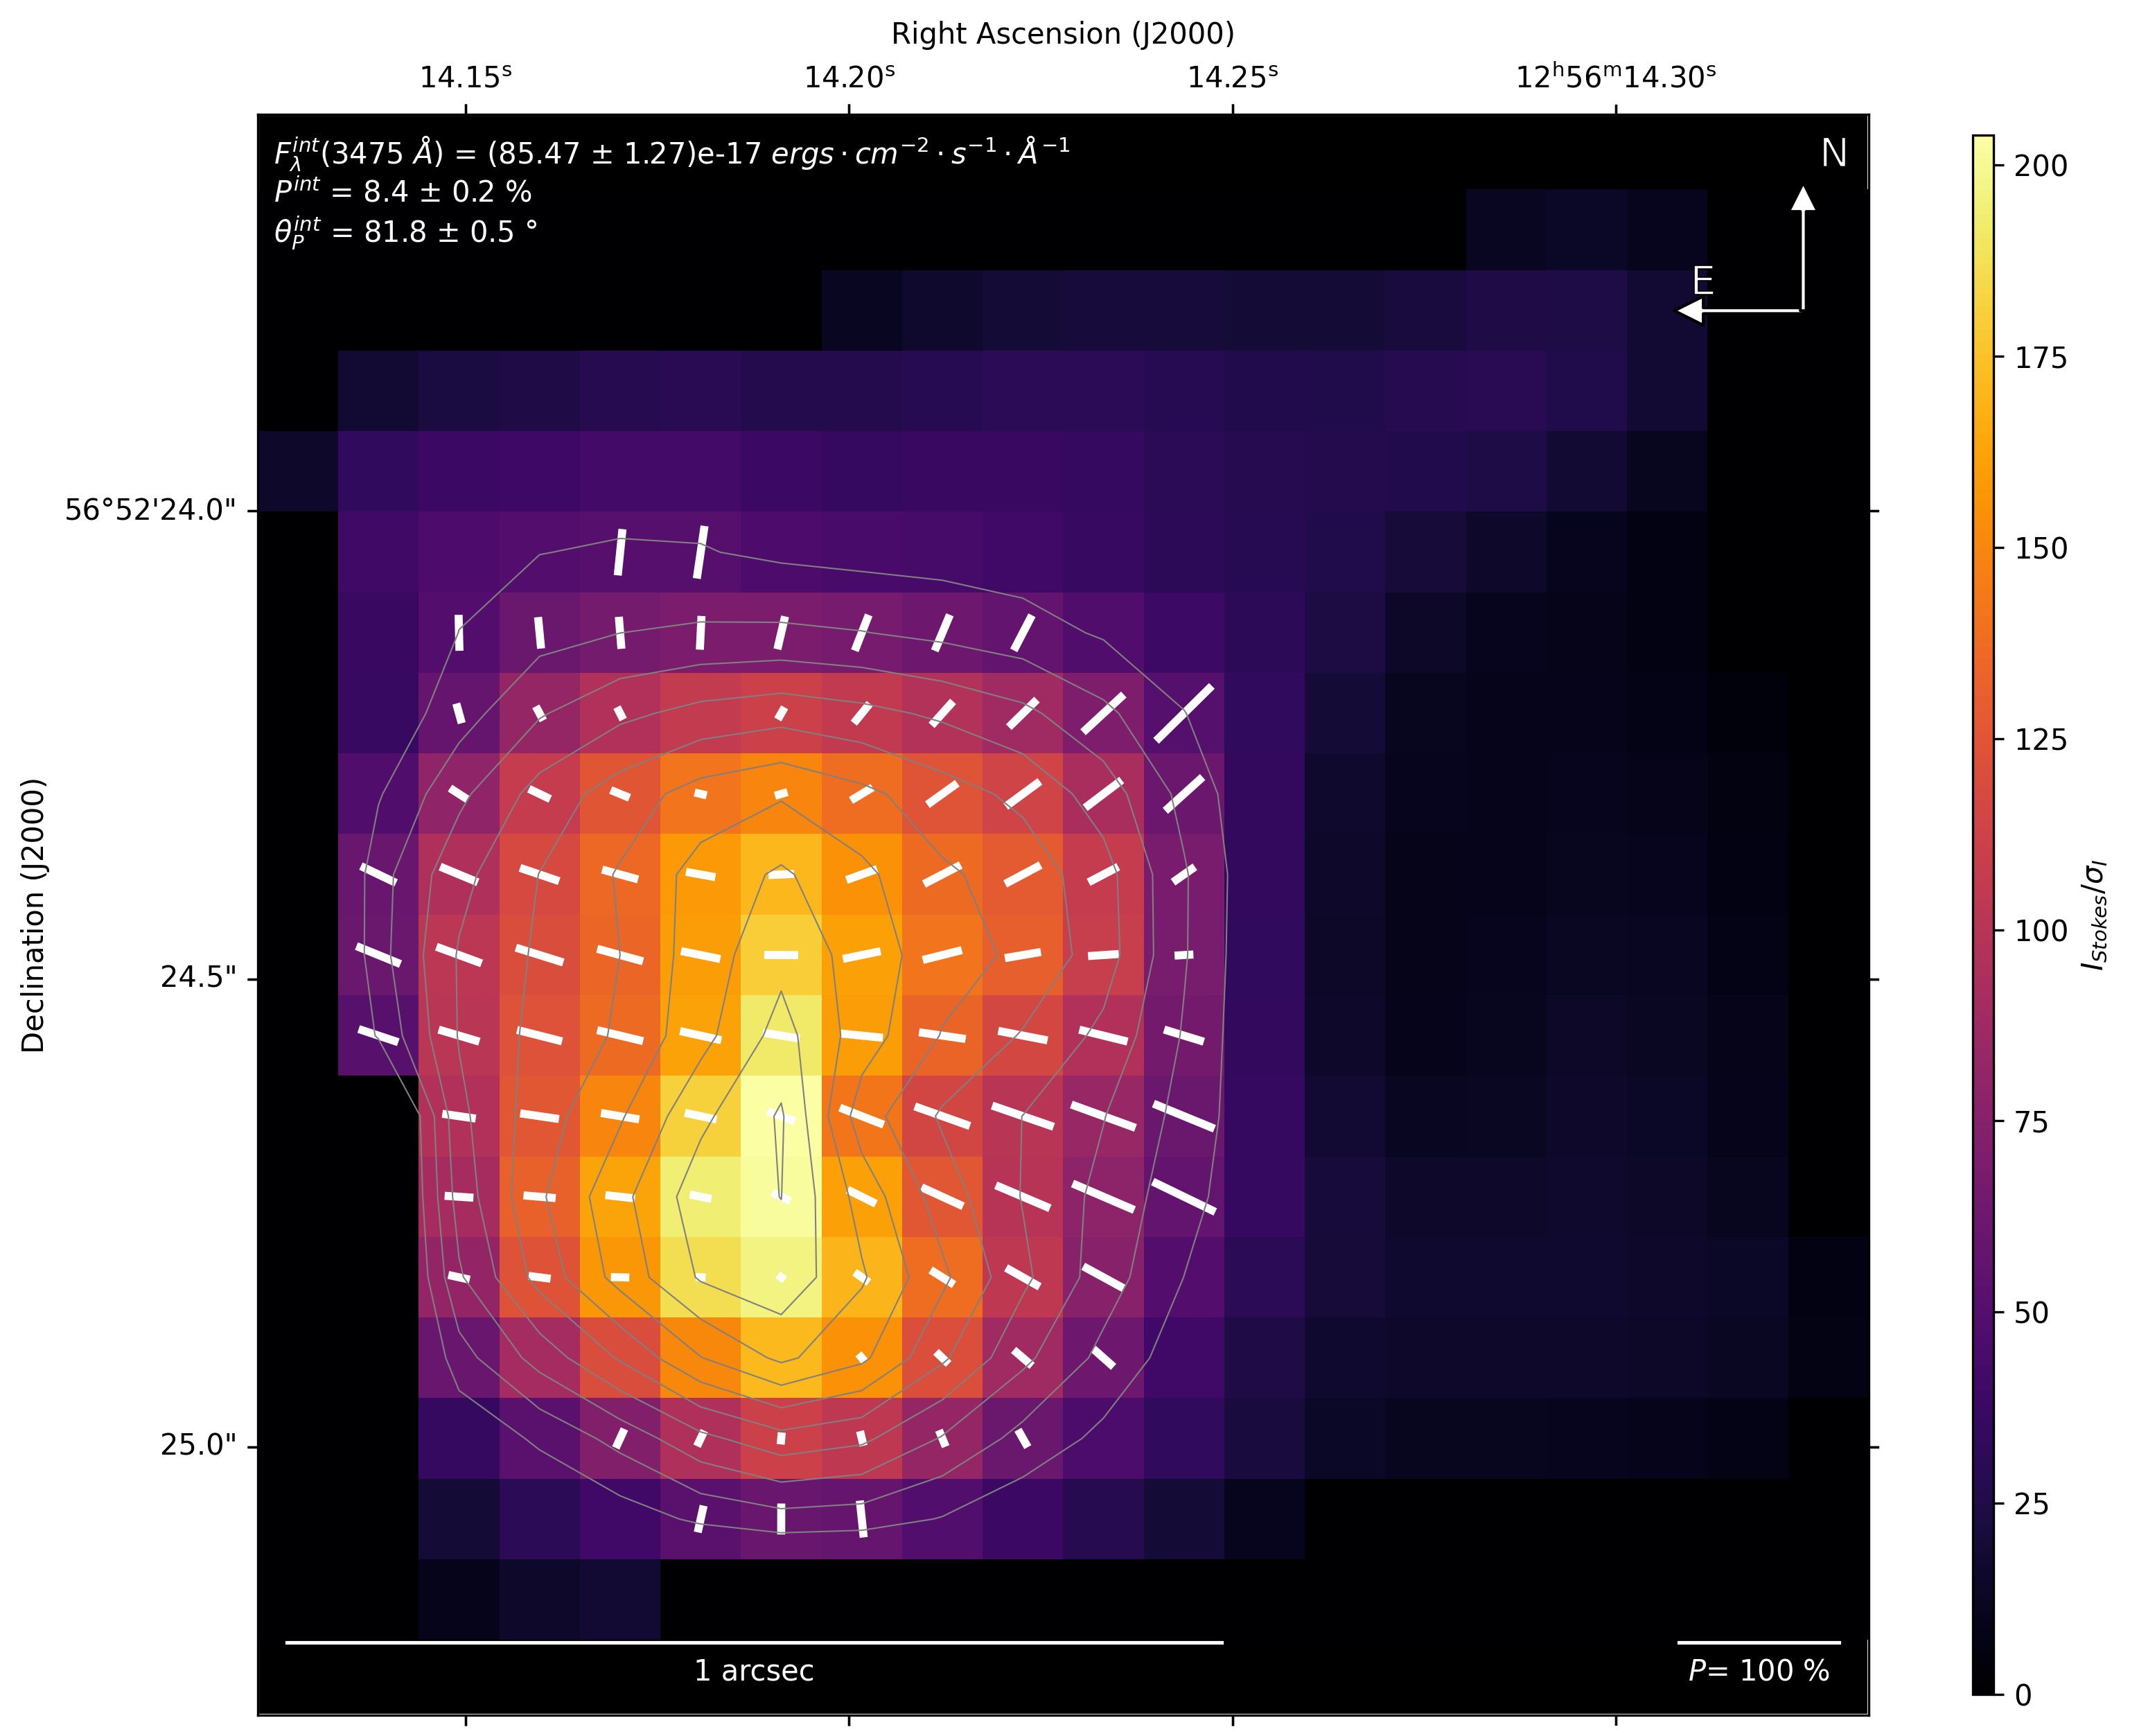 Right Ascension (J2000)
14.15ˢ 14.20ˢ 14.25ˢ 12ʰ56ᵐ14.30ˢ
F_λ^int(3475 Å) = (85.47 ± 1.27)e-17 ergs · cm⁻² · s⁻¹ · Å⁻¹
P^int = 8.4 ± 0.2 %
θ_P^int = 81.8 ± 0.5 °
N
E
Declination (J2000)
56°52'24.0"
24.5"
25.0"
1 arcsec
P= 100 %
200
175
150
125
100
75
50
25
0
I_Stokes/σ_I